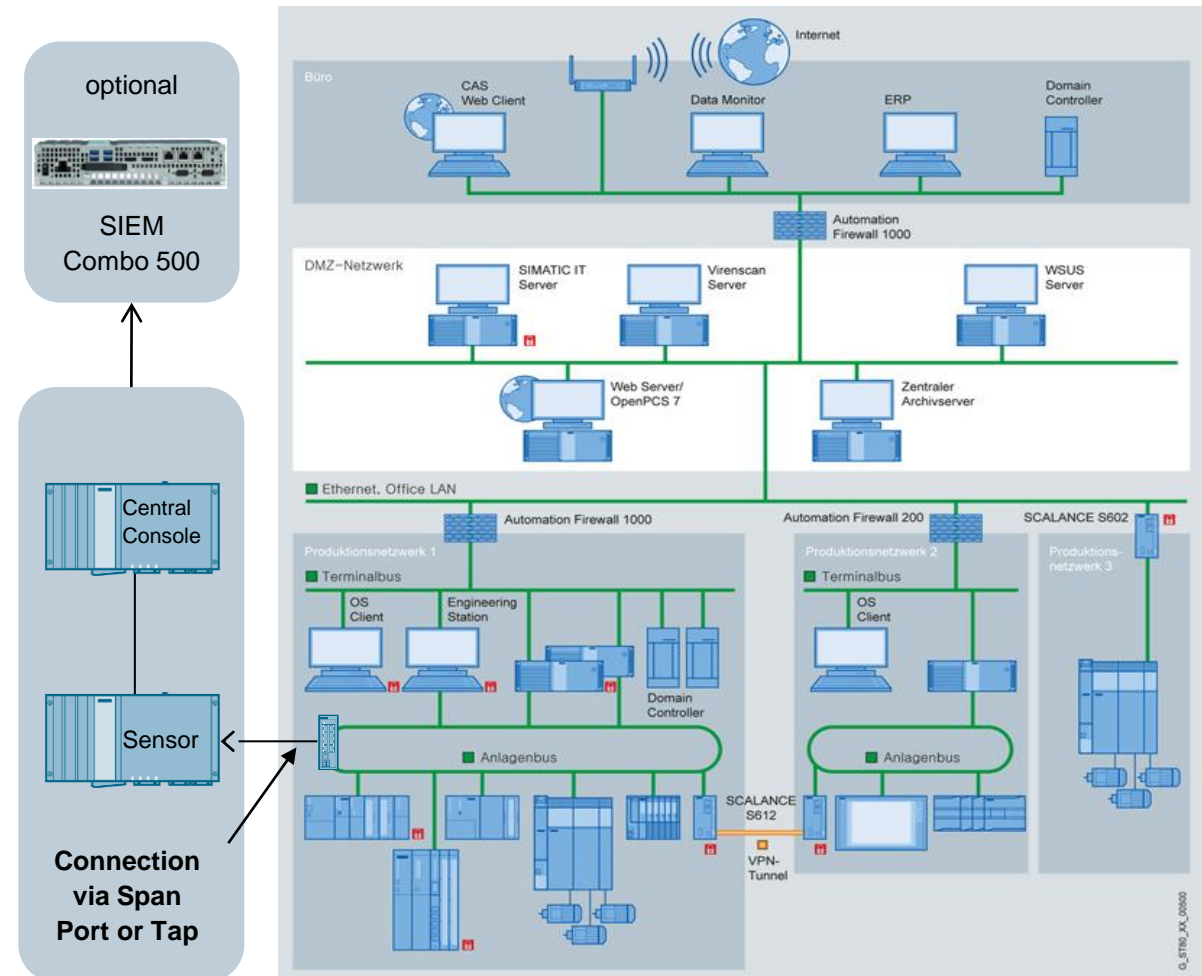 optional
SIEM
Combo 500
Central
Console
Sensor
Connection
via Span
Port or Tap
Internet
Büro
CAS
Web Client
Data Monitor
ERP
Domain
Controller
Automation
Firewall 1000
DMZ-Netzwerk
SIMATIC IT
Server
Virenscan
Server
WSUS
Server
Web Server/
OpenPCS 7
Zentraler
Archivserver
Ethernet, Office LAN
Automation Firewall 1000
Automation Firewall 200
SCALANCE S602
Produktionsnetzwerk 1
Produktionsnetzwerk 2
Produktions-
netzwerk 3
Terminalbus
Terminalbus
OS
Client
Engineering
Station
OS
Client
Domain
Controller
Anlagenbus
Anlagenbus
SCALANCE
S612
VPN-
Tunnel
G_ST80_XX_00500